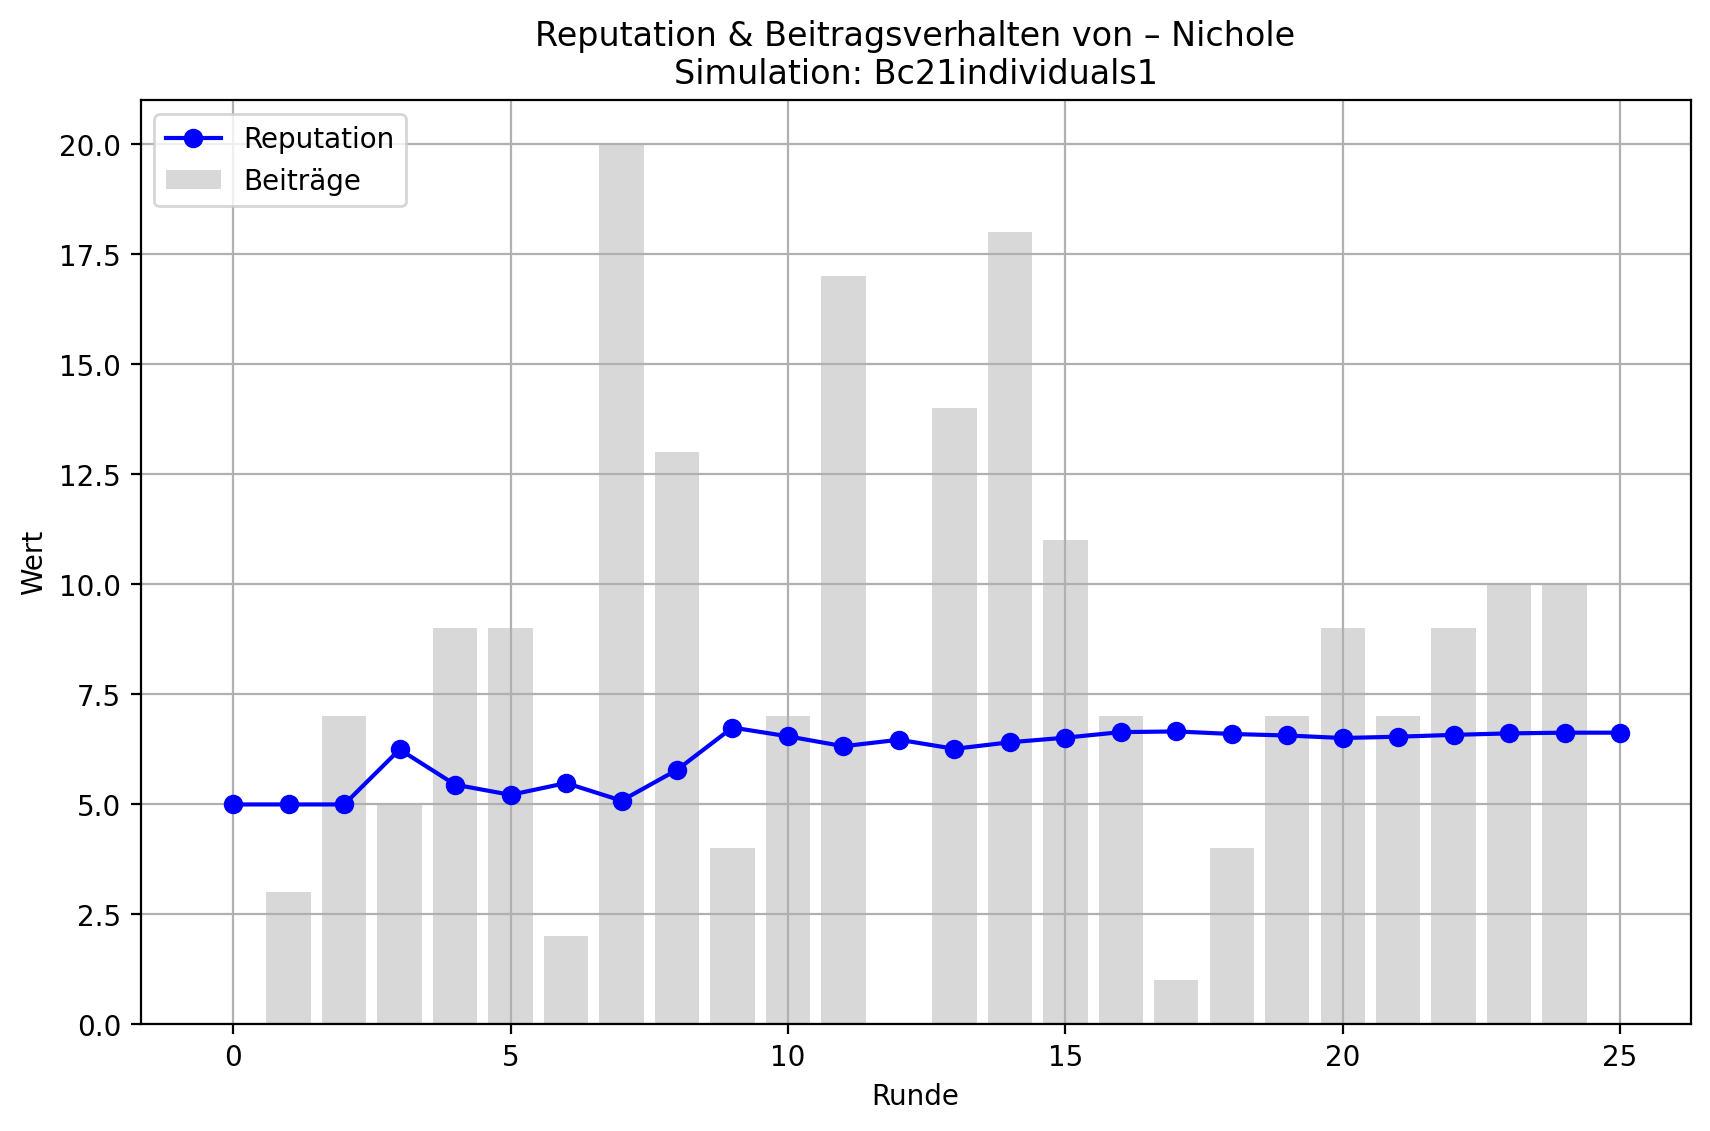 Reputation & Beitragsverhalten von – Nichole
Simulation: Bc21individuals1
Reputation
Beiträge
20.0
17.5
15.0
12.5
10.0
7.5
5.0
2.5
0.0
Wert
0 5 10 15 20 25
Runde